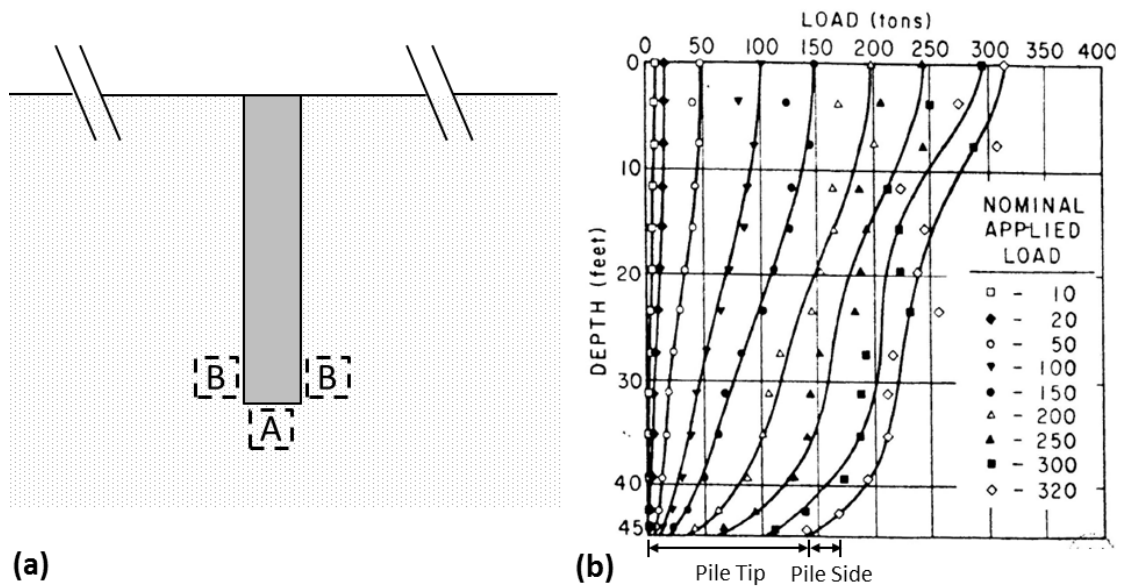 B
B
A
(a)
LOAD (tons)
0 50 100 150 200 250 300 350 400
DEPTH (feet)
0
10
20
30
40
45
NOMINAL
APPLIED
LOAD
□ - 10
◆ - 20
○ - 50
▼ - 100
● - 150
△ - 200
▲ - 250
■ - 300
◇ - 320
Pile Tip
Pile Side
(b)